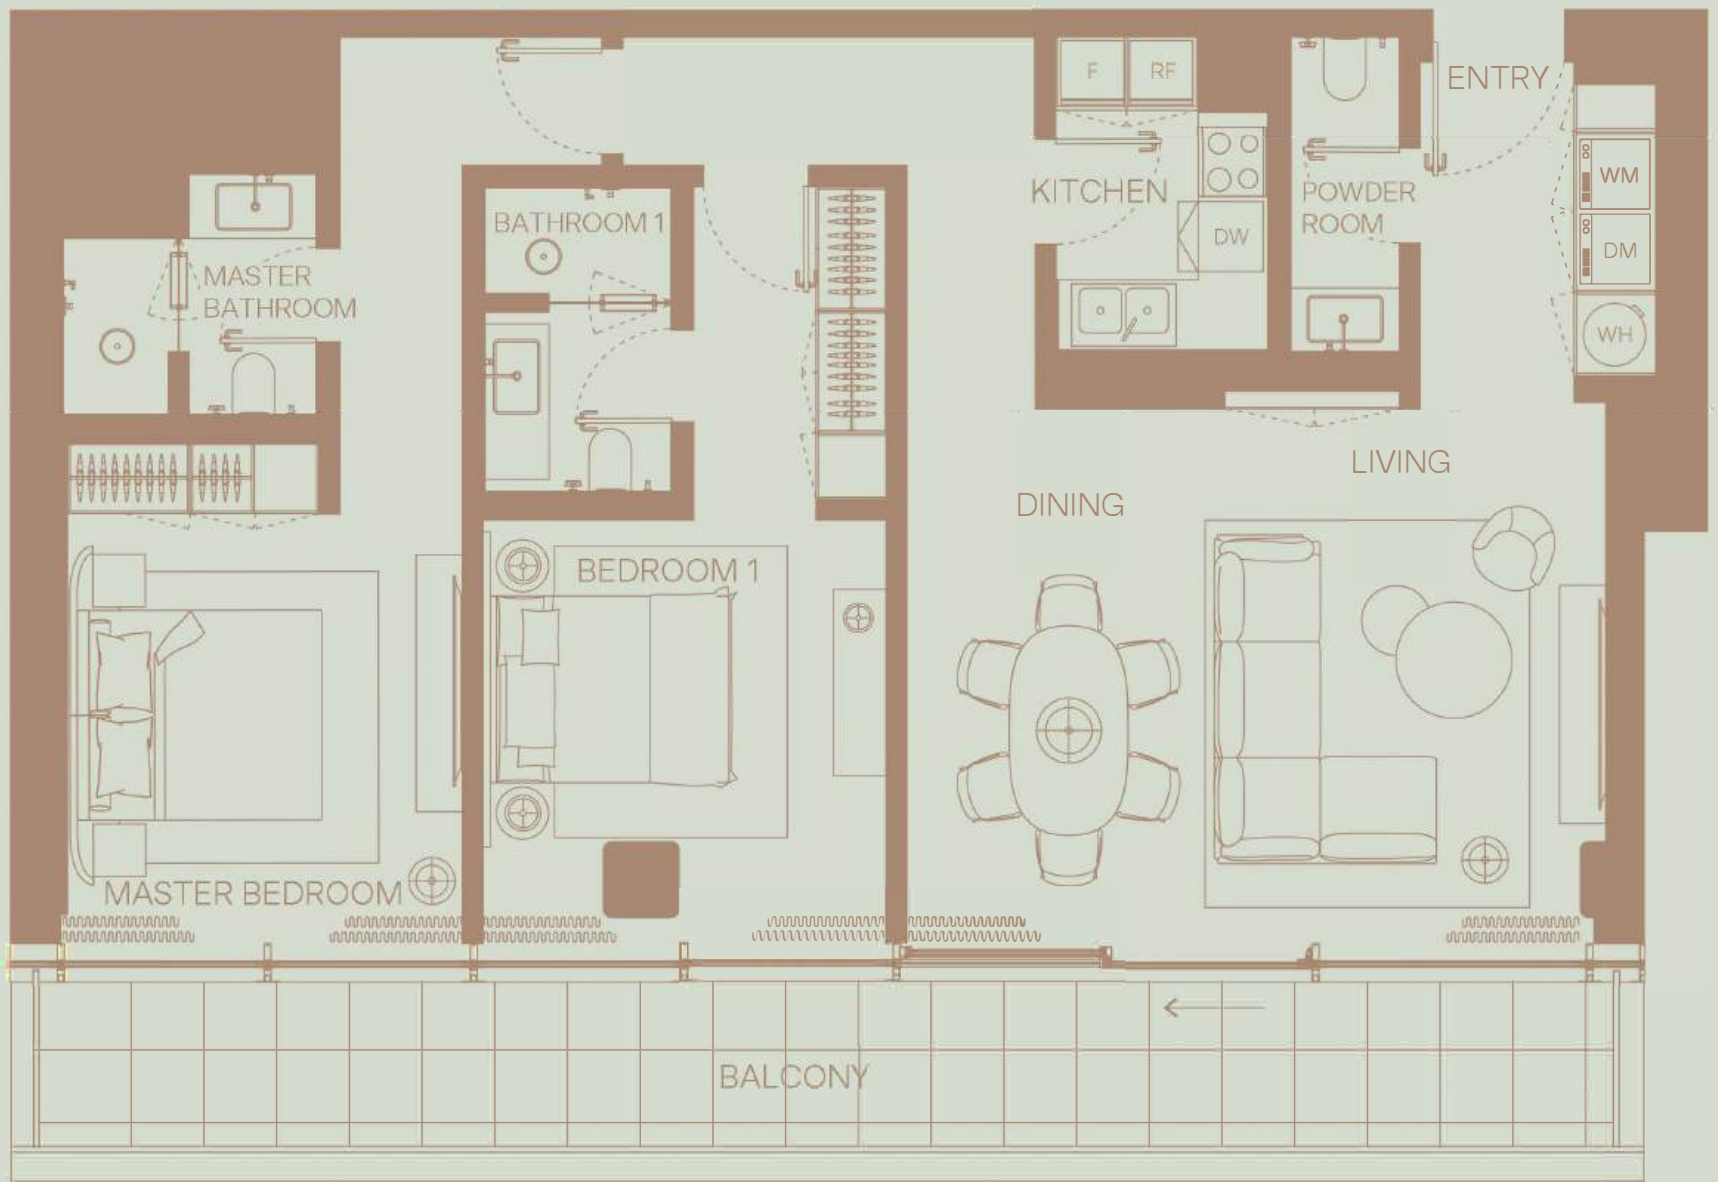 ENTRY
F
RF
KITCHEN
DW
POWDER
ROOM
WM
DM
WH
BATHROOM 1
MASTER
BATHROOM
LIVING
DINING
BEDROOM 1
MASTER BEDROOM
BALCONY